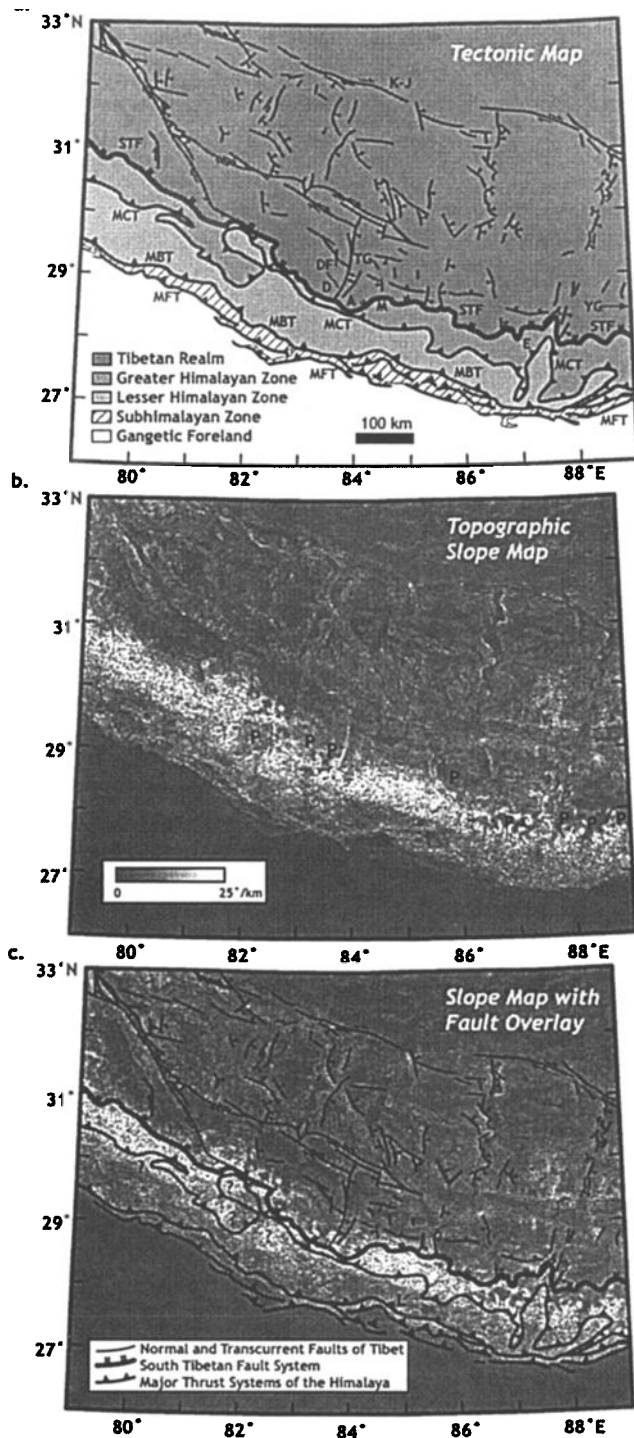 a.
33°N
Tectonic Map
K-J
31°
STF
MCT
29°
MBT
DF
TG
D
A
M
STF
YG
STF
MFT
MBT
MCT
MBT
E
MCT
27°
MFT
MFT
Tibetan Realm
Greater Himalayan Zone
Lesser Himalayan Zone
Subhimalayan Zone
Gangetic Foreland
100 km
80° 82° 84° 86° 88°E
b.
33°N
Topographic
Slope Map
31°
29°
P P P P P P P
27°
0 25°/km
80° 82° 84° 86° 88°E
c.
33°N
Slope Map with
Fault Overlay
31°
29°
27°
Normal and Transcurrent Faults of Tibet
South Tibetan Fault System
Major Thrust Systems of the Himalaya
80° 82° 84° 86° 88°E